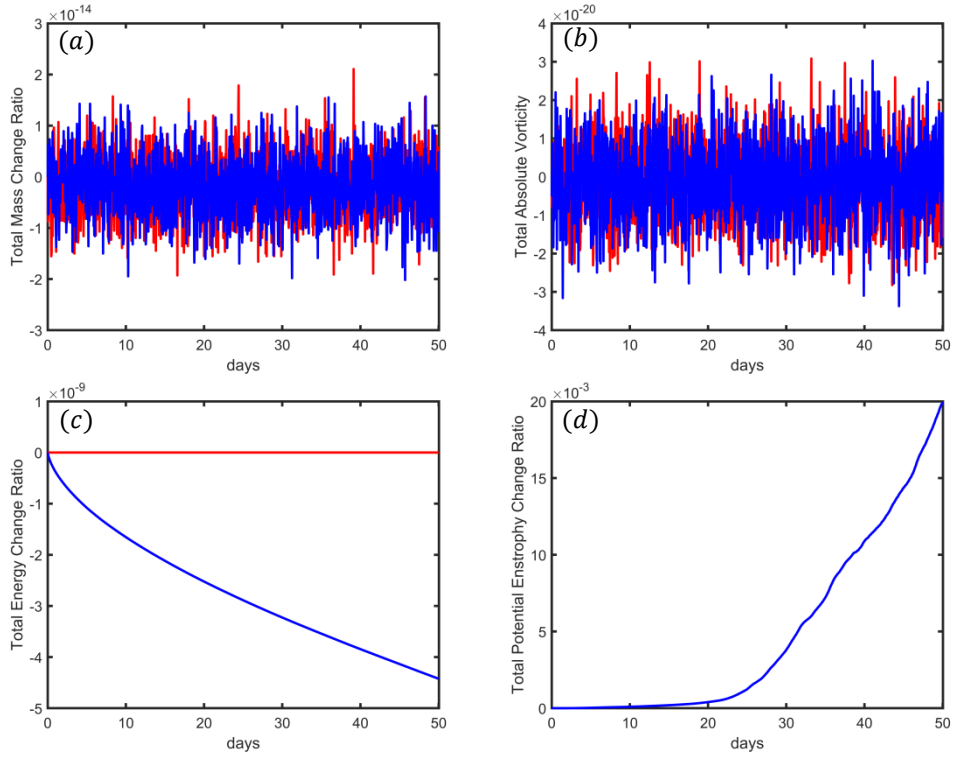 ×10⁻¹⁴
(a)
Total Mass Change Ratio
3
2
1
0
-1
-2
-3
0 10 20 30 40 50
days
×10⁻²⁰
(b)
Total Absolute Vorticity
4
3
2
1
0
-1
-2
-3
-4
0 10 20 30 40 50
days
×10⁻⁹
(c)
Total Energy Change Ratio
1
0
-1
-2
-3
-4
-5
0 10 20 30 40 50
days
×10⁻³
(d)
Total Potential Enstrophy Change Ratio
20
15
10
5
0
0 10 20 30 40 50
days